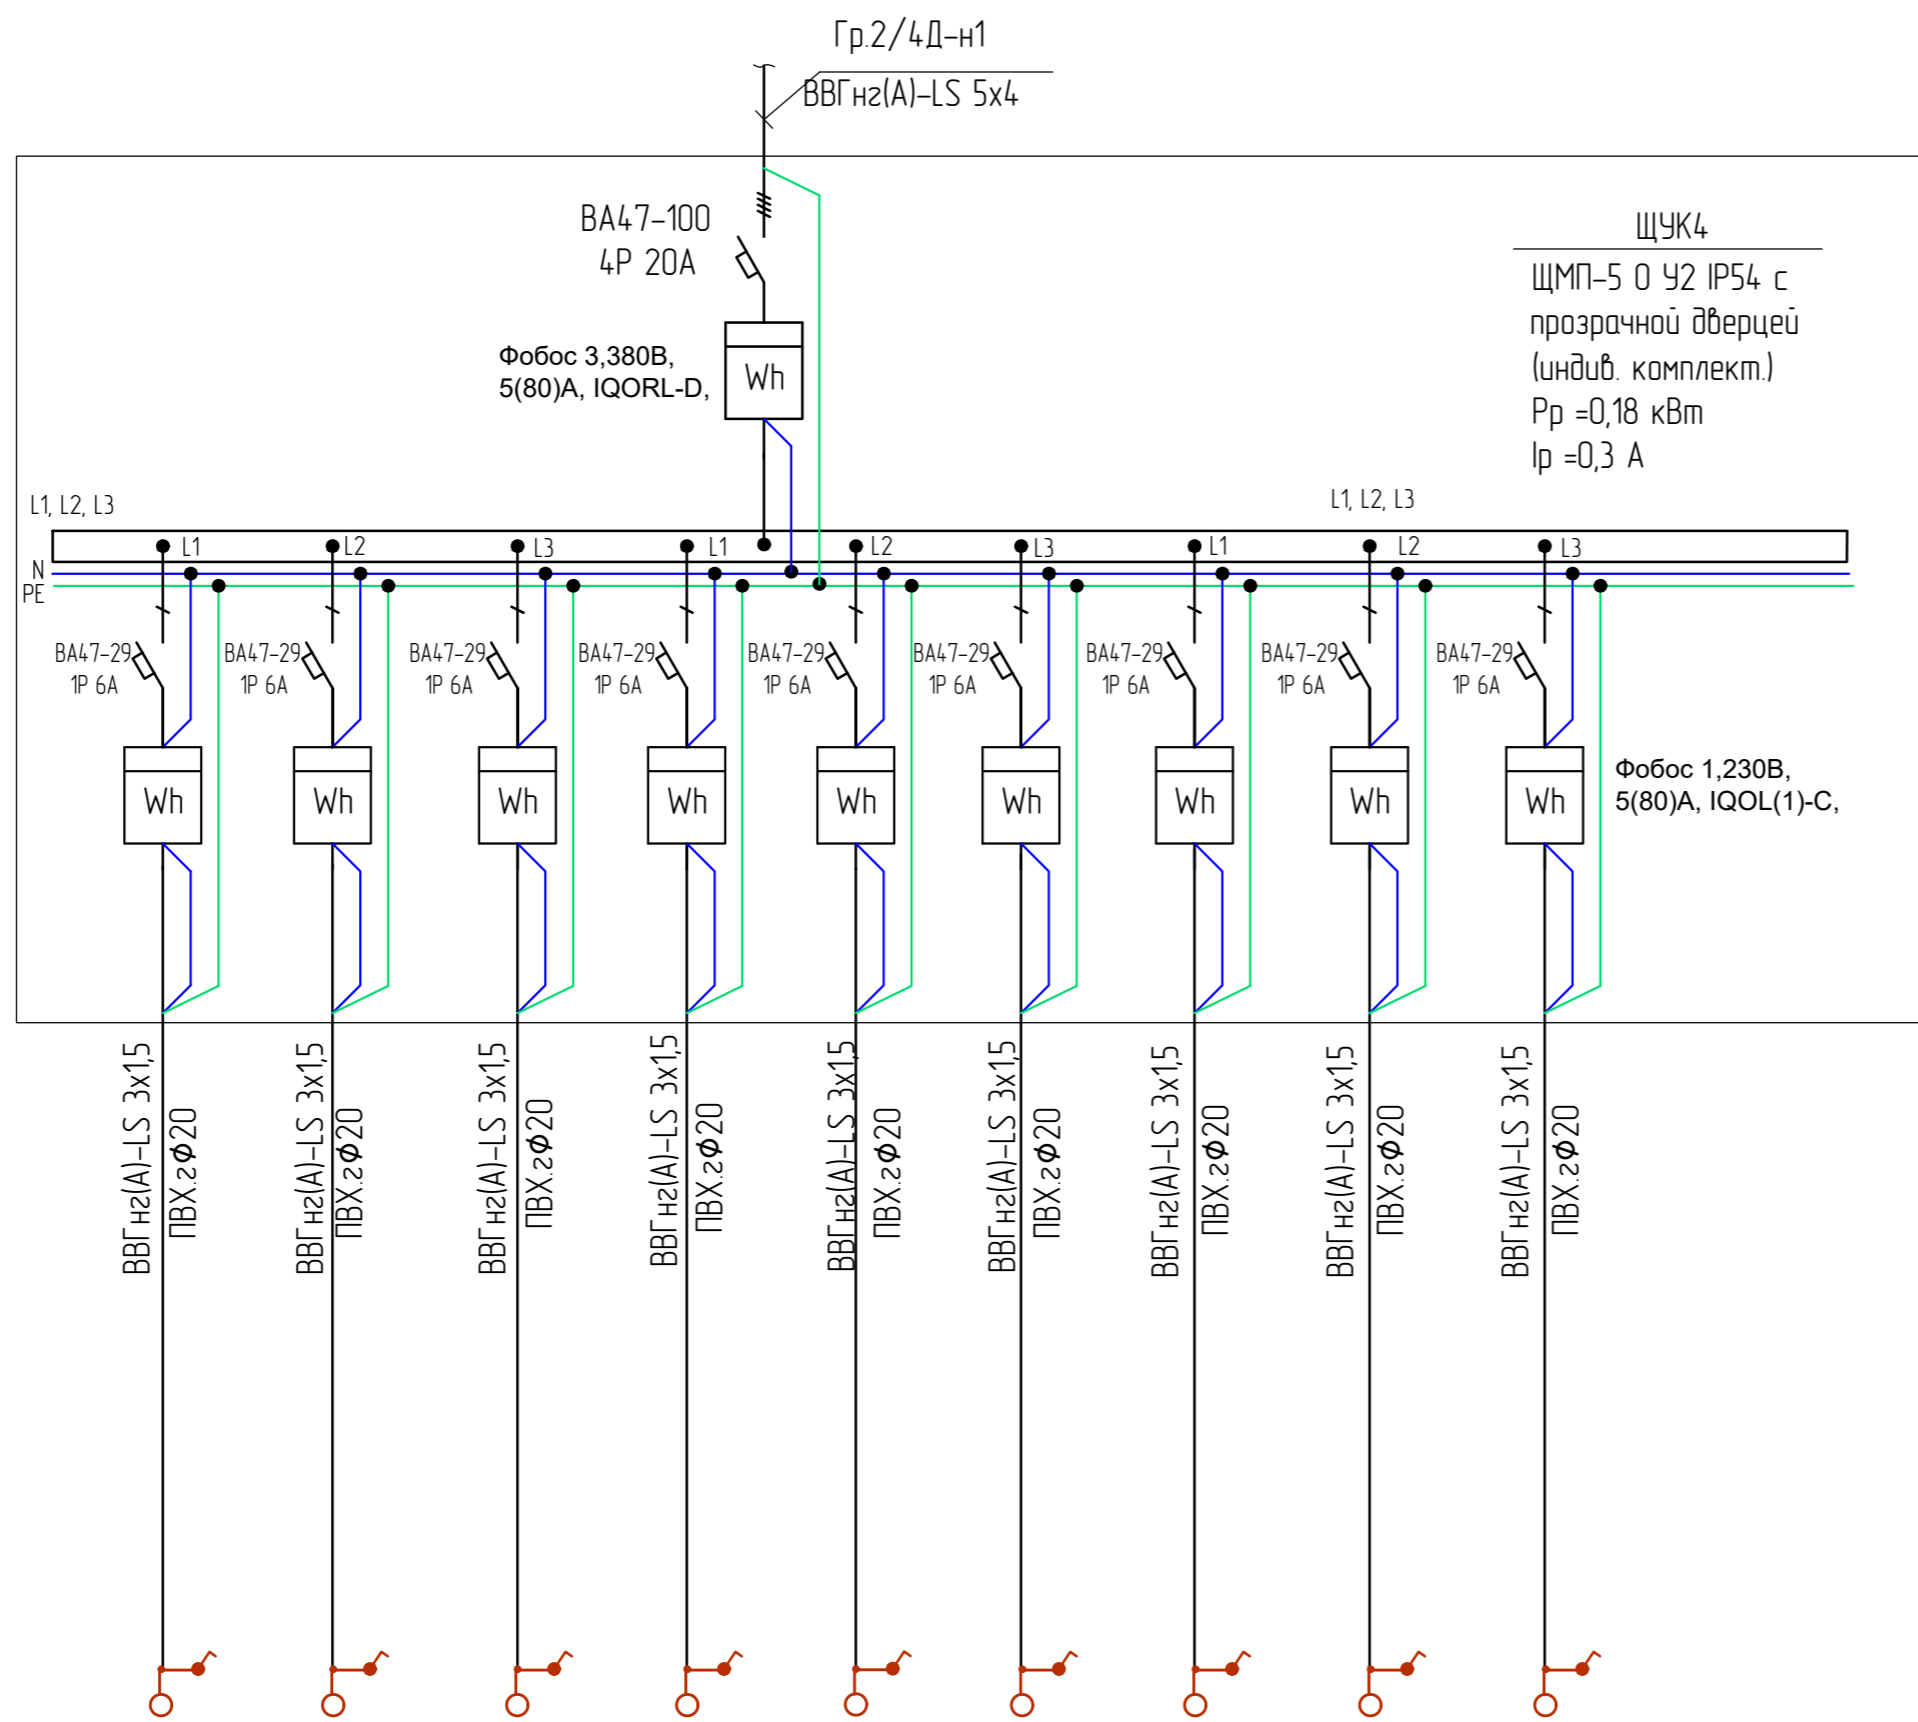 Гр.2/4Д-н1
ВВГнг(А)-LS 5х4
ВА47-100
4Р 20А
ЩУК4
ЩМП-5 0 У2 IP54 с
прозрачной дверцей
(индив. комплект.)
Рр =0,18 кВт
Iр =0,3 А
Фобос 3,380В,
5(80)А, IQORL-D,
Wh
L1, L2, L3
L1, L2, L3
L1 L2 L3 L1 L2 L3 L1 L2 L3
N
PE
ВА47-29 ВА47-29 ВА47-29 ВА47-29 ВА47-29 ВА47-29 ВА47-29 ВА47-29 ВА47-29
1Р 6А 1Р 6А 1Р 6А 1Р 6А 1Р 6А 1Р 6А 1Р 6А 1Р 6А 1Р 6А
Wh Wh Wh Wh Wh Wh Wh Wh Wh
Фобос 1,230В,
5(80)А, IQOL(1)-C,
ВВГнг(А)-LS 3х1,5
ПВХ.гФ20
ВВГнг(А)-LS 3х1,5
ПВХ.гФ20
ВВГнг(А)-LS 3х1,5
ПВХ.гФ20
ВВГнг(А)-LS 3х1,5
ПВХ.гФ20
ВВГнг(А)-LS 3х1,5
ПВХ.гФ20
ВВГнг(А)-LS 3х1,5
ПВХ.гФ20
ВВГнг(А)-LS 3х1,5
ПВХ.гФ20
ВВГнг(А)-LS 3х1,5
ПВХ.гФ20
ВВГнг(А)-LS 3х1,5
ПВХ.гФ20